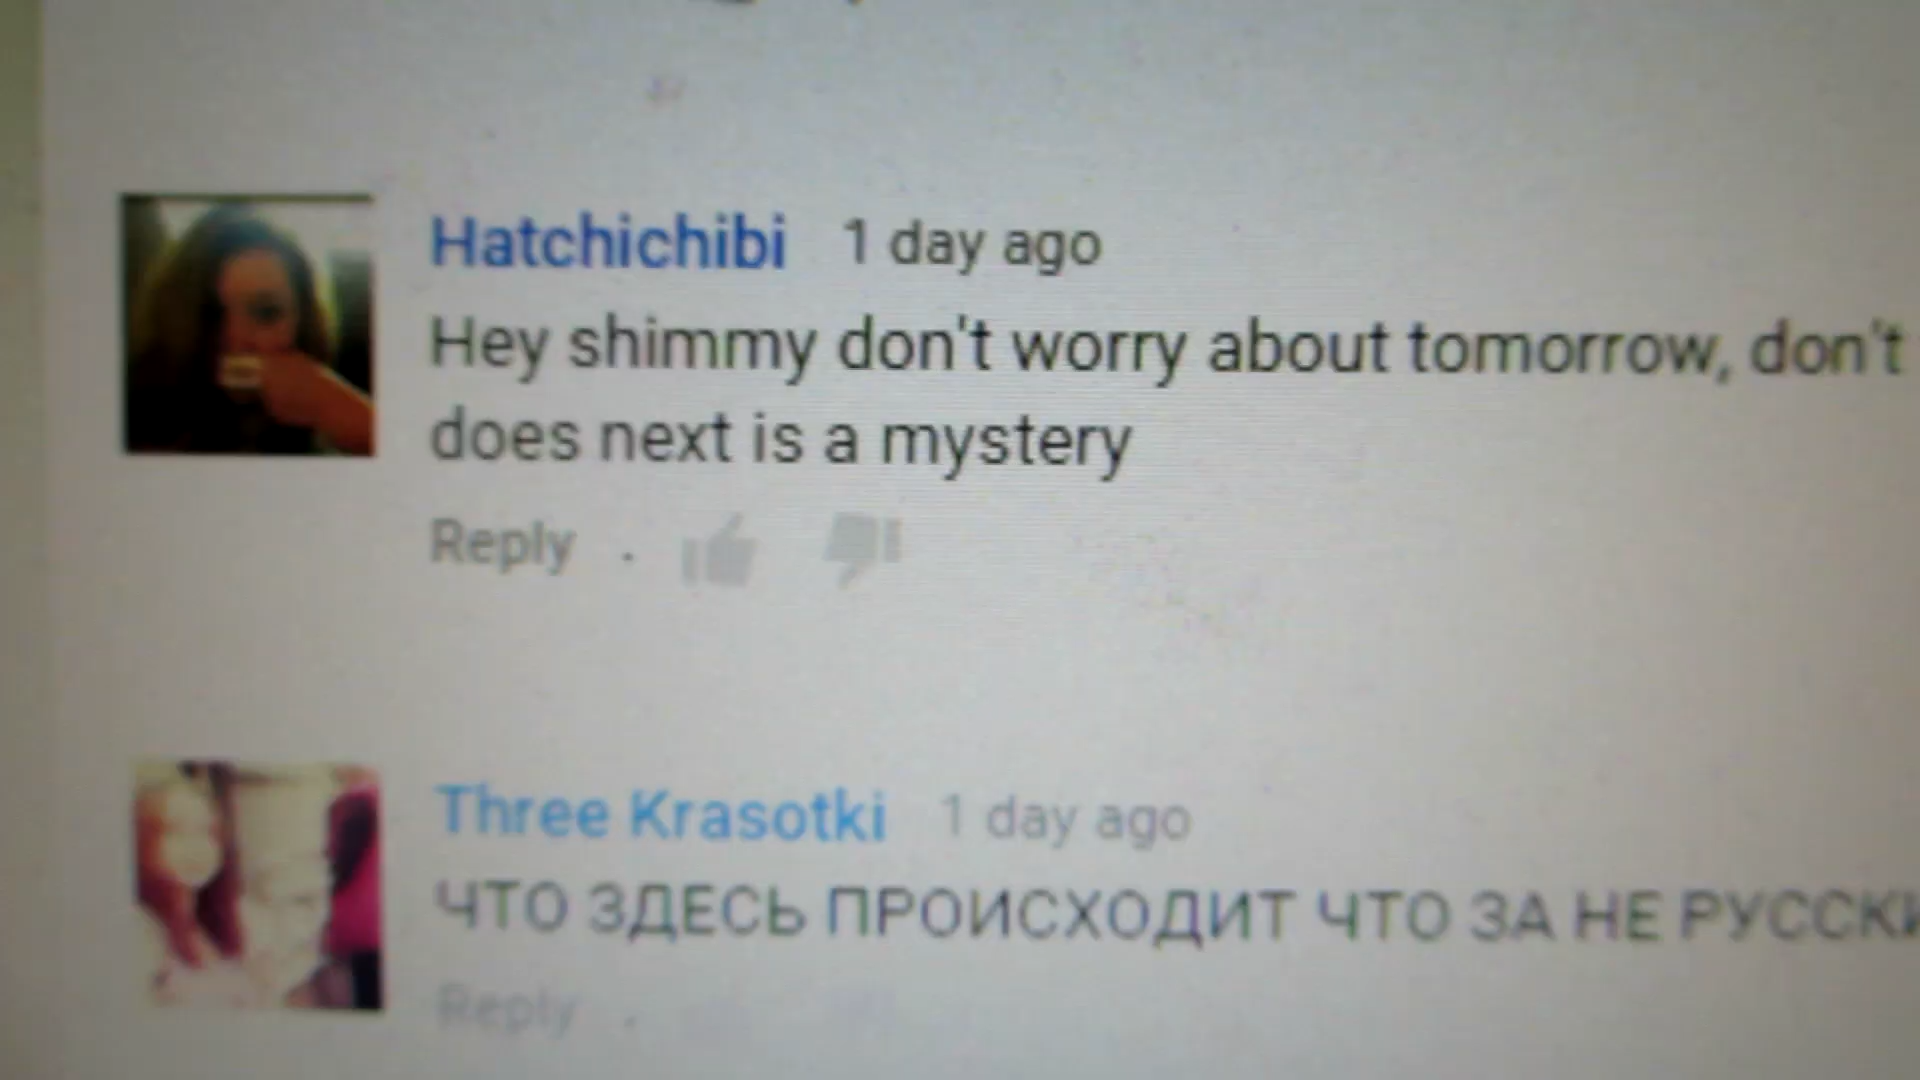 Hatchichibi 1 day ago
Hey shimmy don't worry about tomorrow, don't
does next is a mystery
Reply .
Three Krasotki 1 day ago
ЧТО ЗДЕСЬ ПРОИСХОДИТ ЧТО ЗА НЕ РУССКИ
Reply .